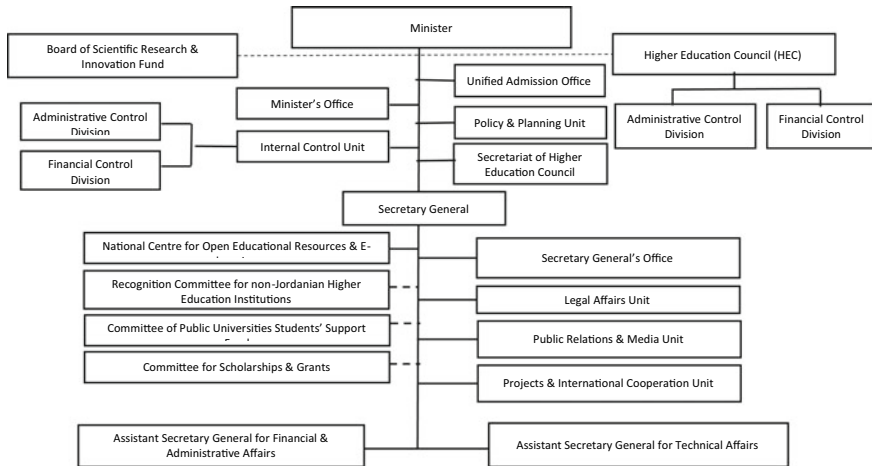 Minister
Board of Scientific Research &
Innovation Fund
Higher Education Council (HEC)
Unified Admission Office
Minister's Office
Administrative Control
Division
Policy & Planning Unit
Administrative Control
Division
Financial Control
Division
Internal Control Unit
Financial Control
Division
Secretariat of Higher
Education Council
Secretary General
National Centre for Open Educational Resources & E-
Secretary General's Office
Recognition Committee for non-Jordanian Higher
Education Institutions
Legal Affairs Unit
Committee of Public Universities Students' Support
Public Relations & Media Unit
Committee for Scholarships & Grants
Projects & International Cooperation Unit
Assistant Secretary General for Financial &
Administrative Affairs
Assistant Secretary General for Technical Affairs